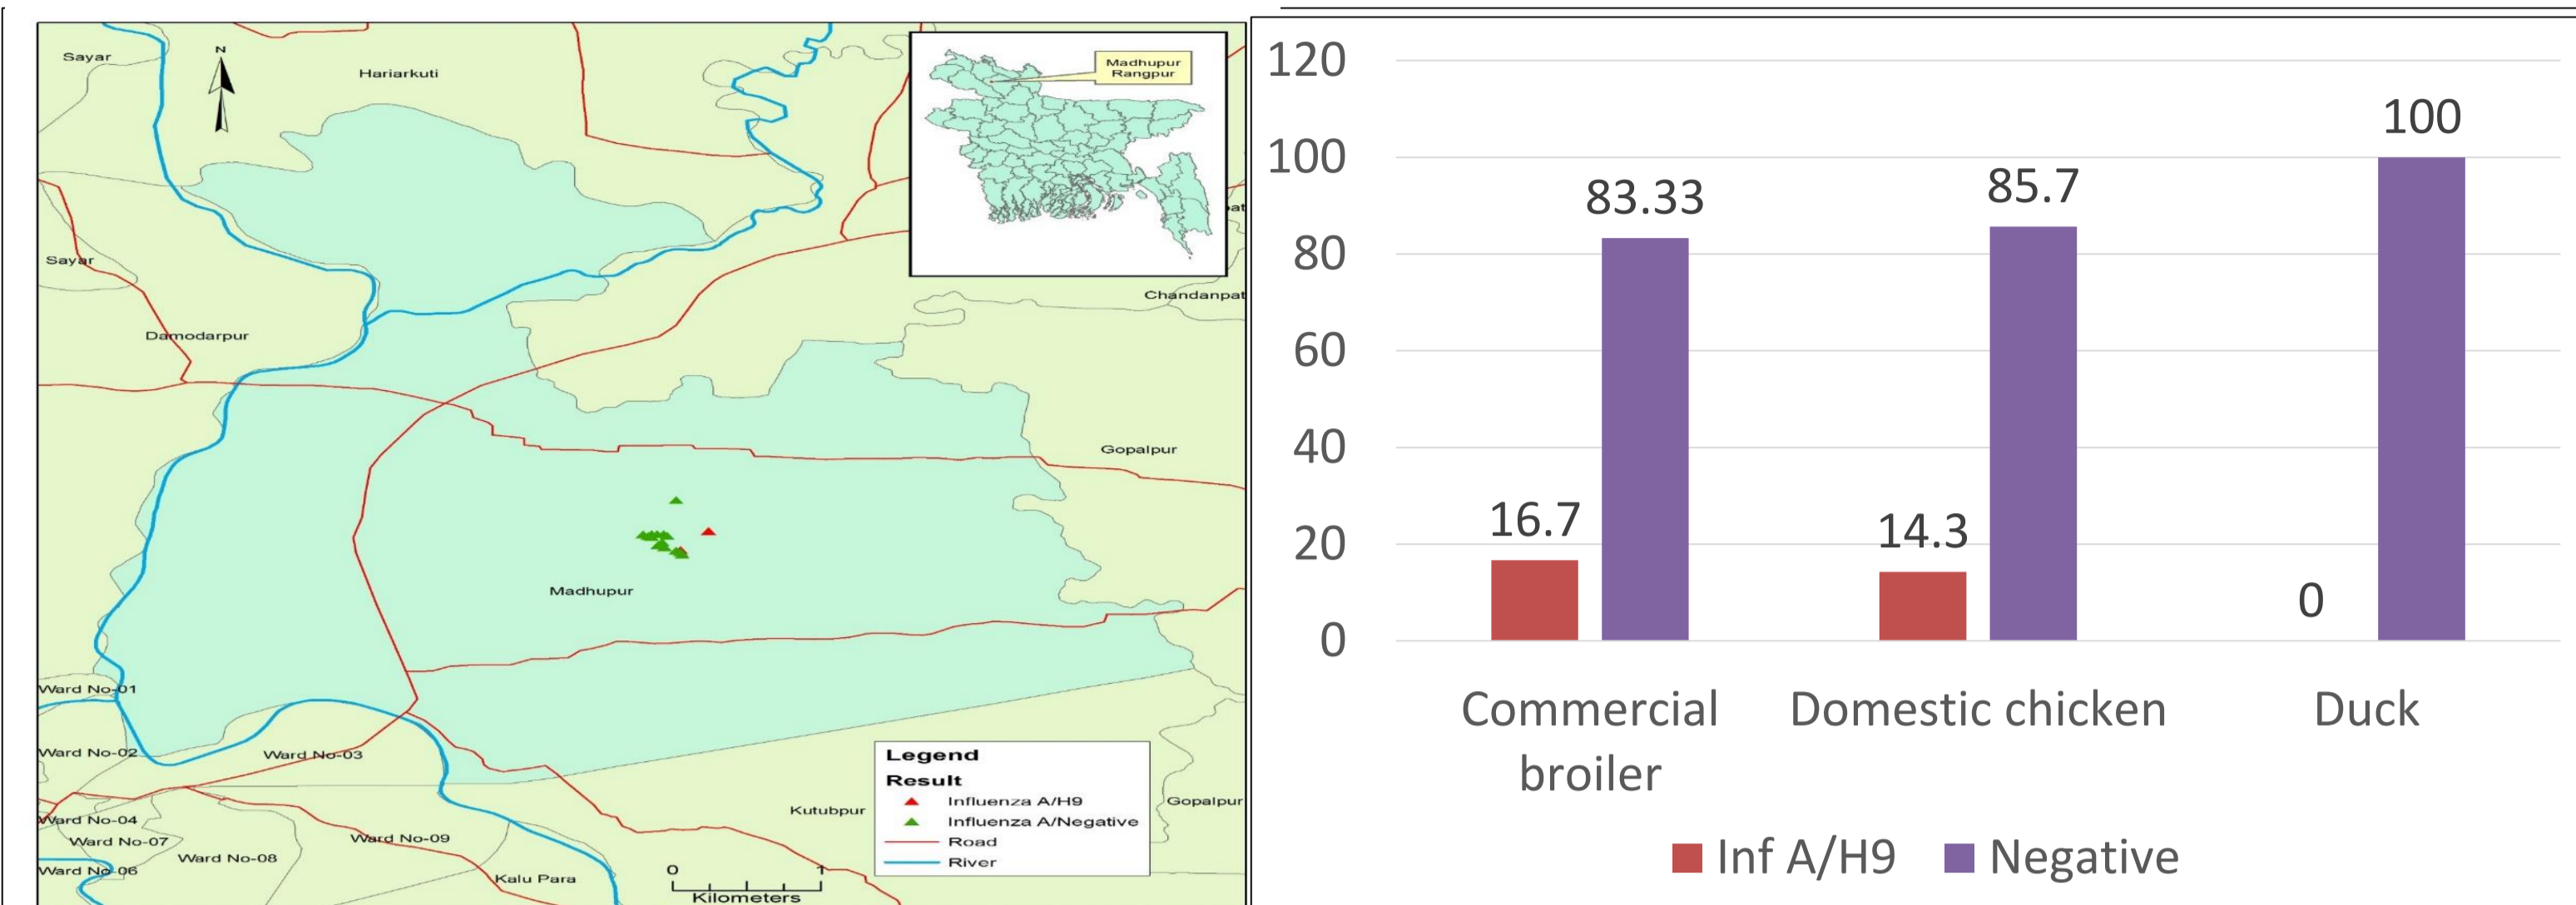 Sayar
N
Hariarkuti
Madhupur
Rangpur
Sayar
Chandanpat
Damodarpur
Gopalpur
Madhupur
Ward No-01
Ward No-02
Ward No-03
Ward No-04
Ward No-07
Ward No-08
Ward No-09
Ward No-06
Kalu Para
Kutubpur
Gopalpur
Legend
Result
Influenza A/H9
Influenza A/Negative
Road
River
0 1
Kilometers
120
100
80
60
40
20
0
16.7
83.33
14.3
85.7
0
100
Commercial
broiler
Domestic chicken
Duck
Inf A/H9
Negative